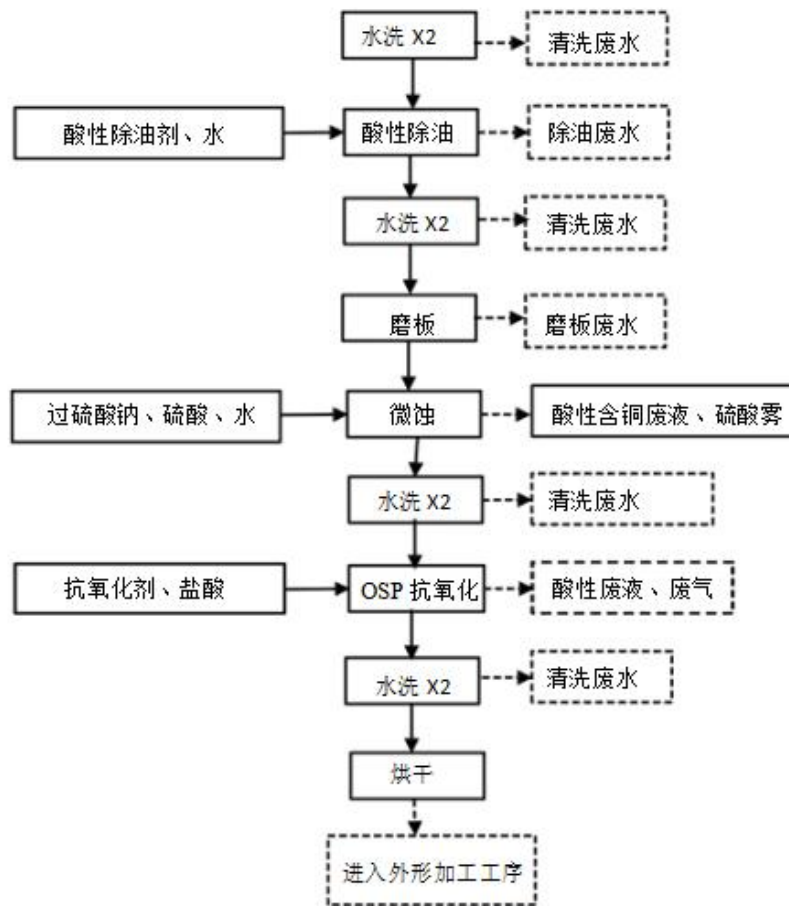 水洗 X2
清洗废水
酸性除油剂、水
酸性除油
除油废水
水洗 X2
清洗废水
磨板
磨板废水
过硫酸钠、硫酸、水
微蚀
酸性含铜废液、硫酸雾
水洗 X2
清洗废水
抗氧化剂、盐酸
OSP 抗氧化
酸性废液、废气
水洗 X2
清洗废水
烘干
进入外形加工工序